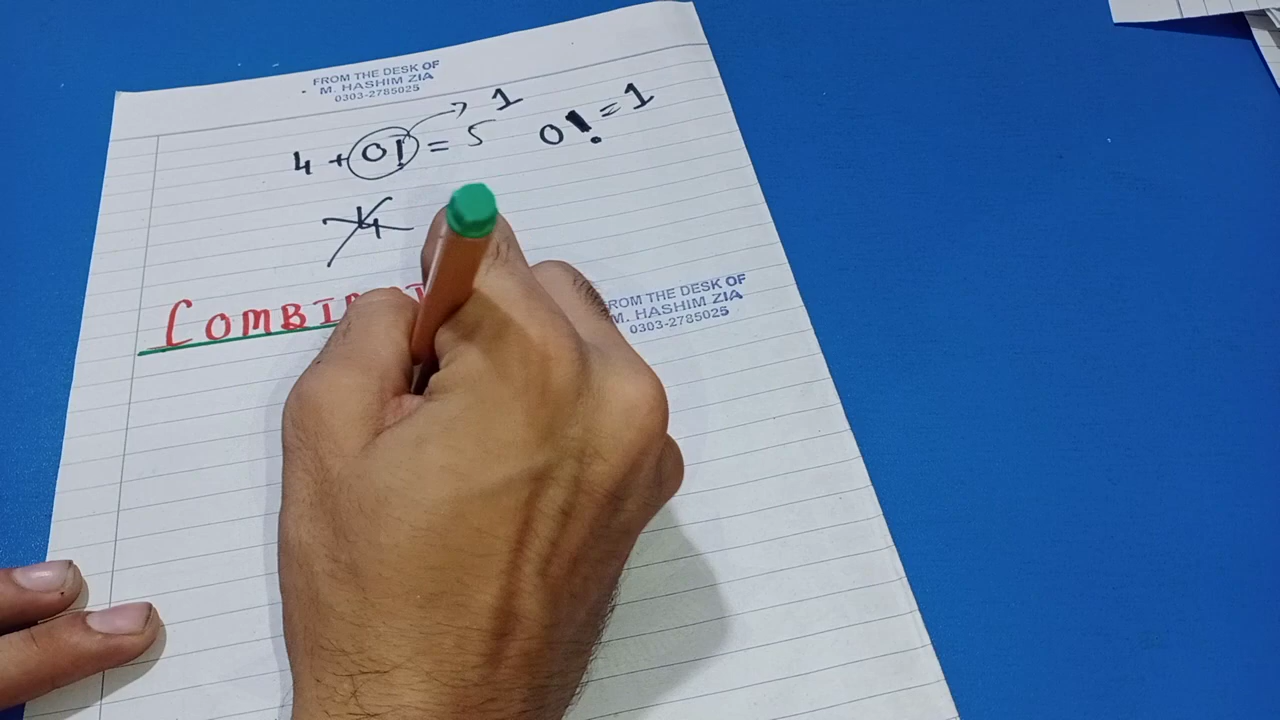 FROM THE DESK OF
M. HASHIM ZIA
0303-2785025
1
4 + 0! = 5 0! = 1
4
FROM THE DESK OF
M. HASHIM ZIA
0303-2785025